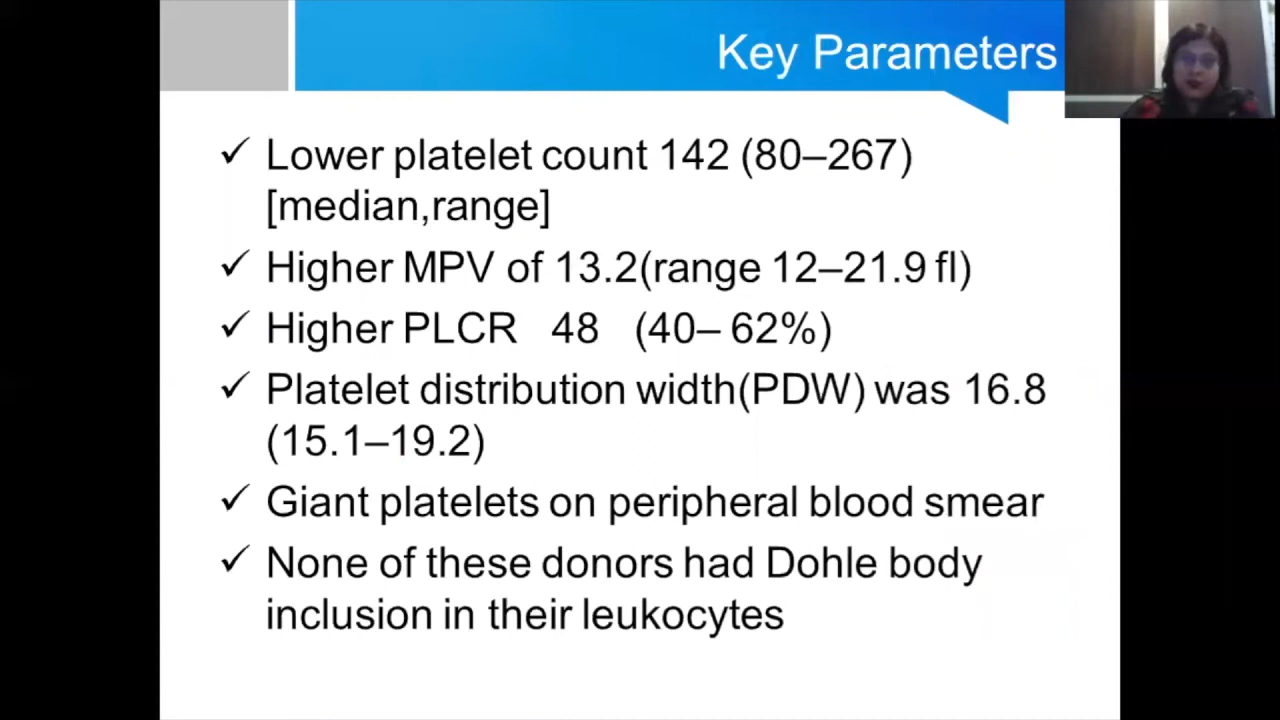 Key Parameters
✓ Lower platelet count 142 (80–267)
[median,range]
✓ Higher MPV of 13.2(range 12–21.9 fl)
✓ Higher PLCR 48 (40– 62%)
✓ Platelet distribution width(PDW) was 16.8
(15.1–19.2)
✓ Giant platelets on peripheral blood smear
✓ None of these donors had Dohle body
inclusion in their leukocytes